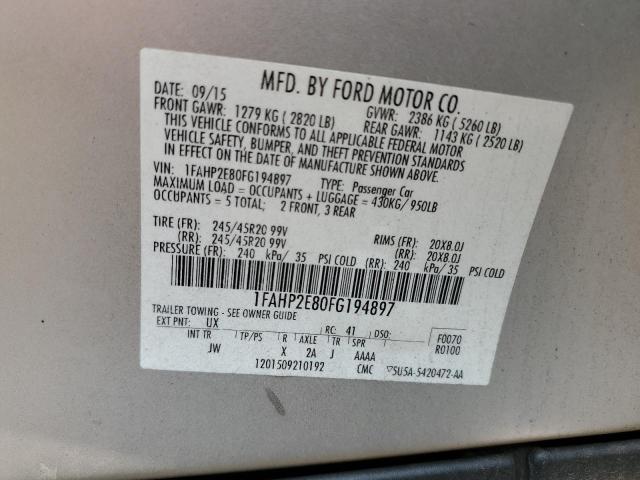 MFD. BY FORD MOTOR CO.
DATE: 09/15 GVWR: 2386 KG ( 5260 LB)
FRONT GAWR: 1279 KG ( 2820 LB) REAR GAWR: 1143 KG ( 2520 LB)
THIS VEHICLE CONFORMS TO ALL APPLICABLE FEDERAL MOTOR
VEHICLE SAFETY, BUMPER, AND THEFT PREVENTION STANDARDS
IN EFFECT ON THE DATE OF MANUFACTURE SHOWN ABOVE.
VIN: 1FAHP2E80FG194897 TYPE: Passenger Car
MAXIMUM LOAD = OCCUPANTS + LUGGAGE = 430KG/ 950LB
OCCUPANTS = 5 TOTAL; 2 FRONT, 3 REAR
TIRE (FR): 245/45R20 99V RIMS (FR): 20X8.0J
(RR): 245/45R20 99V (RR): 20X8.0J
PRESSURE (FR): 240 kPa/ 35 PSI COLD (RR): 240 kPa/ 35 PSI COLD
1FAHP2E80FG194897
TRAILER TOWING - SEE OWNER GUIDE
EXT PNT: UX RC: 41 DSO: F0070
INT TR TP/PS R AXLE TR SPR R0100
JW X 2A J AAAA
1201509210192 CMC ▽SU5A-5420472-AA